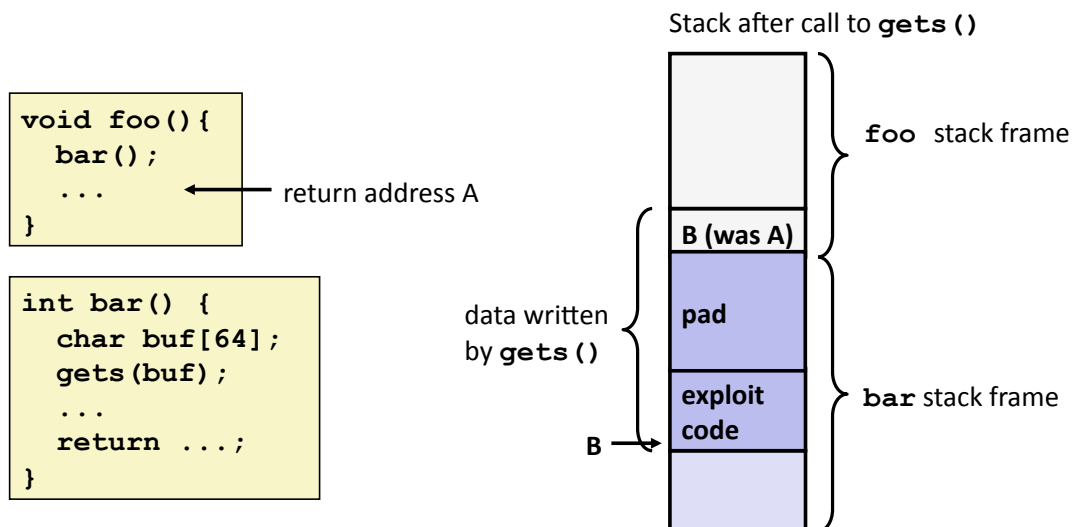 Stack after call to gets()
void foo(){
  bar();
  ...
}
return address A
int bar() {
  char buf[64];
  gets(buf);
  ...
  return ...;
}
foo stack frame
B (was A)
data written
by gets()
pad
exploit
code
B
bar stack frame